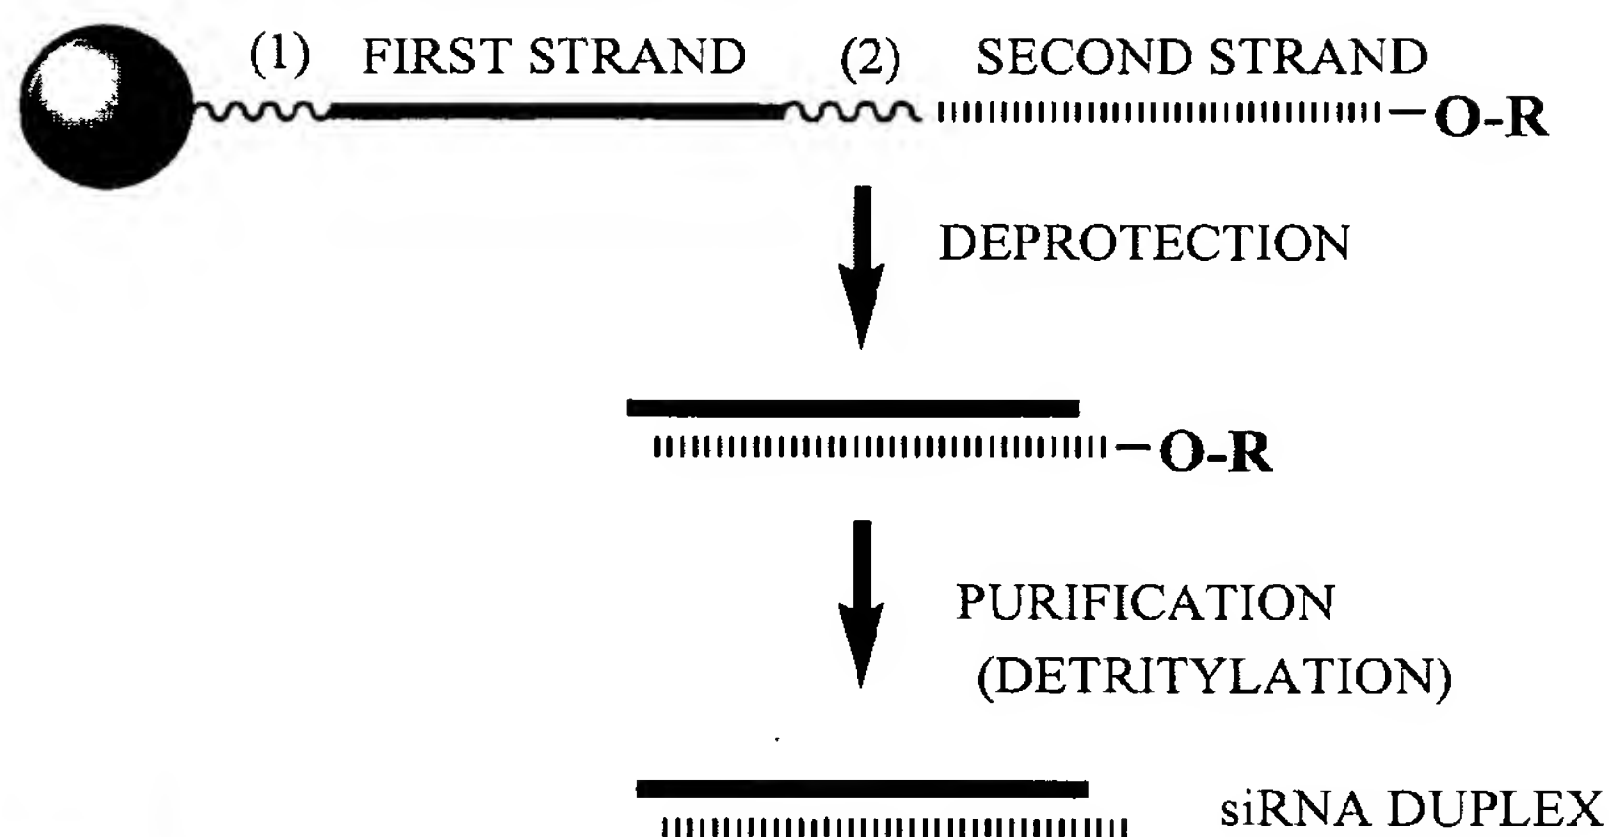 (1) FIRST STRAND (2) SECOND STRAND
O-R
DEPROTECTION
O-R
PURIFICATION
(DETRITYLATION)
siRNA DUPLEX